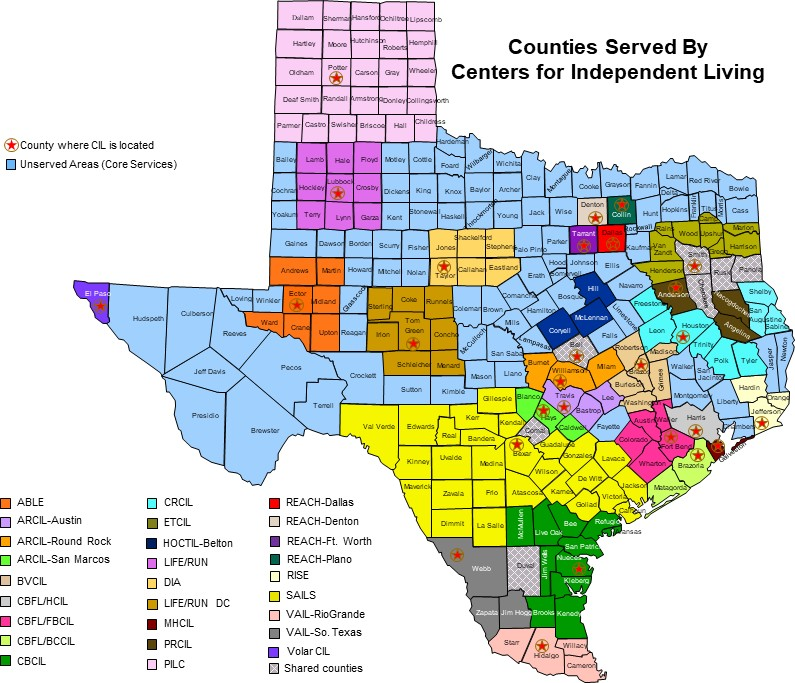 Counties Served By
Centers for Independent Living
County where CIL is located
Unserved Areas (Core Services)
Dallam Sherman Hansford Ochiltree Lipscomb
Hartley Moore Hutchinson Roberts Hemphill
Oldham Potter Carson Gray Wheeler
Deaf Smith Randall Armstrong Donley Collingsworth
Parmer Castro Swisher Briscoe Hall Childress
Hardeman
Bailey Lamb Hale Floyd Motley Cottle Foard Wilbarger Wichita Clay Montague Cooke Grayson Fannin Lamar Red River Bowie
Cochran Hockley Lubbock Crosby Dickens King Knox Baylor Archer Delta Franklin Titus Morris Cass
Yoakum Terry Lynn Garza Kent Stonewall Haskell Throckmorton Young Jack Wise Denton Collin Hunt Hopkins Camp
Gaines Dawson Borden Scurry Fisher Jones Shackelford Stephens Palo Pinto Parker Tarrant Dallas Rockwall Kaufman Rains Wood Upshur Marion
Van Zandt Gregg Harrison
Andrews Martin Howard Mitchell Nolan Taylor Callahan Eastland Erath Hood Somervell Johnson Ellis Henderson Smith Rusk Panola
El Paso Hudspeth Culberson Reeves Loving Winkler Ector Midland Glasscock Sterling Coke Runnels Coleman Brown Comanche Hamilton Bosque Hill Navarro Freestone Anderson Cherokee Nacogdoches Shelby
Ward Crane Upton Reagan Irion Tom Green Concho McCulloch Mills Lampasas Coryell McLennan Limestone Falls Leon Houston Angelina San Augustine Sabine
Jeff Davis Pecos Crockett Schleicher Menard San Saba Burnet Bell Williamson Milam Robertson Brazos Madison Trinity Polk Tyler Jasper Newton
Presidio Brewster Terrell Sutton Kimble Mason Llano Blanco Travis Lee Burleson Grimes Walker San Jacinto Hardin Orange
Val Verde Edwards Kerr Gillespie Kendall Hays Comal Caldwell Bastrop Fayette Washington Austin Waller Montgomery Liberty Jefferson
Real Bandera Bexar Guadalupe Gonzales Lavaca Colorado Fort Bend Harris Chambers Galveston
Kinney Uvalde Medina Wilson De Witt Wharton Brazoria
Maverick Zavala Frio Atascosa Karnes Goliad Victoria Jackson Matagorda
Dimmit La Salle McMullen Live Oak Bee Refugio
Webb Duval Jim Wells San Patricio Nueces Kleberg
Zapata Jim Hogg Brooks Kenedy
Starr Hidalgo Willacy
Cameron
ABLE
ARCIL-Austin
ARCIL-Round Rock
ARCIL-San Marcos
BVCIL
CBFL/HCIL
CBFL/FBCIL
CBFL/BCCIL
CBCIL
CRCIL
ETCIL
HOCTIL-Belton
LIFE/RUN
DIA
LIFE/RUN DC
MHCIL
PRCIL
PILC
REACH-Dallas
REACH-Denton
REACH-Ft. Worth
REACH-Plano
RISE
SAILS
VAIL-RioGrande
VAIL-So. Texas
Volar CIL
Shared counties